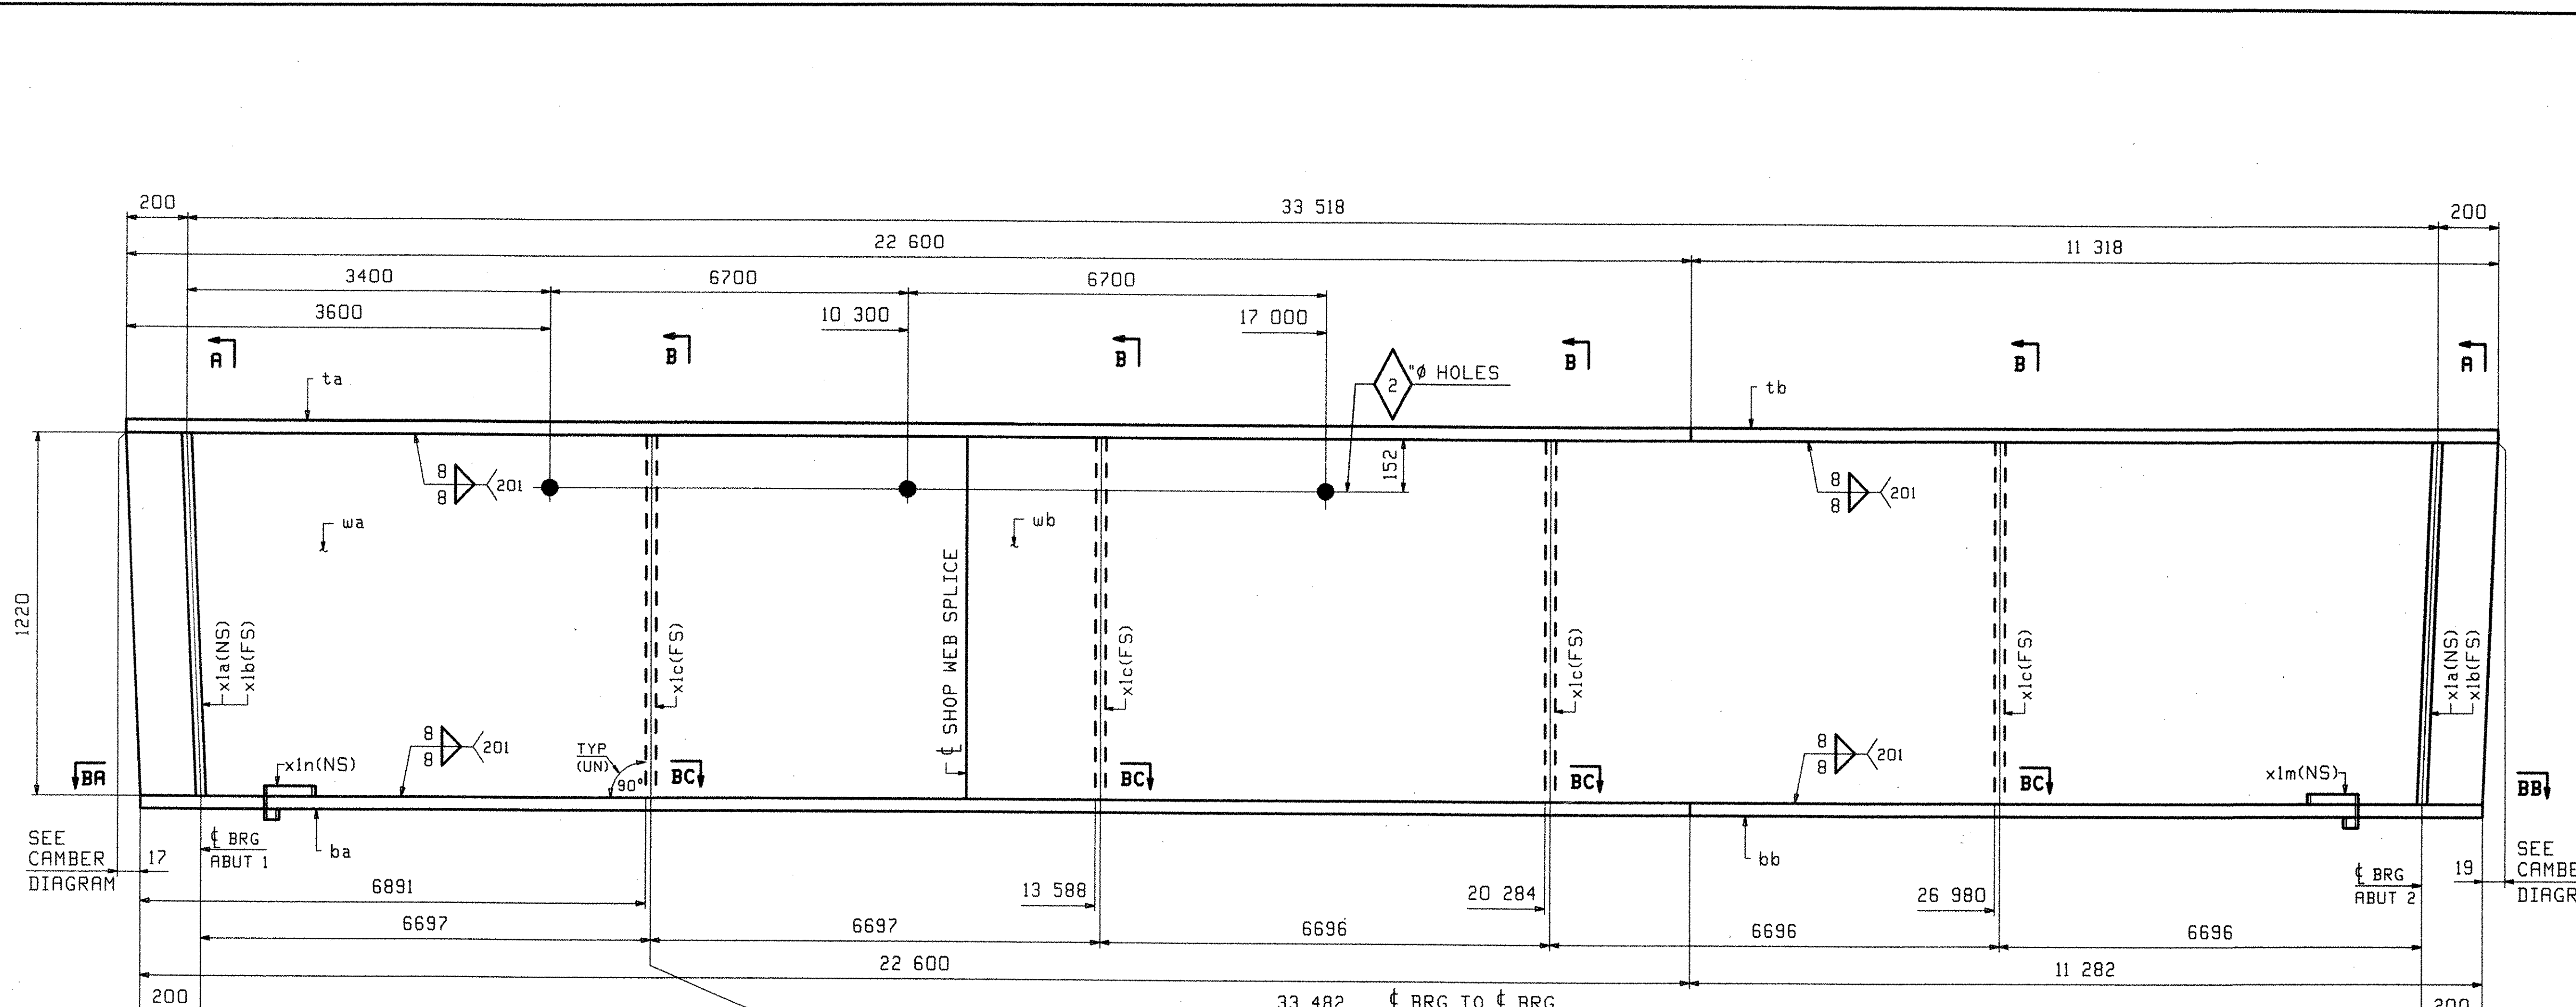 200
33 518
200
22 600
11 318
3400
6700
6700
3600
10 300
17 000
A
B
B
B
B
A
2
"Ø HOLES
ta
tb
152
8
8
201
8
8
201
wa
wb
1220
x1a(NS)
x1b(FS)
x1c(FS)
℄ SHOP WEB SPLICE
x1c(FS)
x1c(FS)
x1c(FS)
x1a(NS)
x1b(FS)
8
8
201
TYP
(UN)
90°
8
8
201
BA
x1n(NS)
BC
BC
BC
BC
x1m(NS)
BB
SEE
CAMBER
DIAGRAM
17
℄ BRG
ABUT 1
ba
bb
℄ BRG
ABUT 2
19
SEE
CAMBE
DIAGR
6891
13 588
20 284
26 980
6697
6697
6696
6696
6696
22 600
11 282
200
33 482 ℄ BRG TO ℄ BRG
200